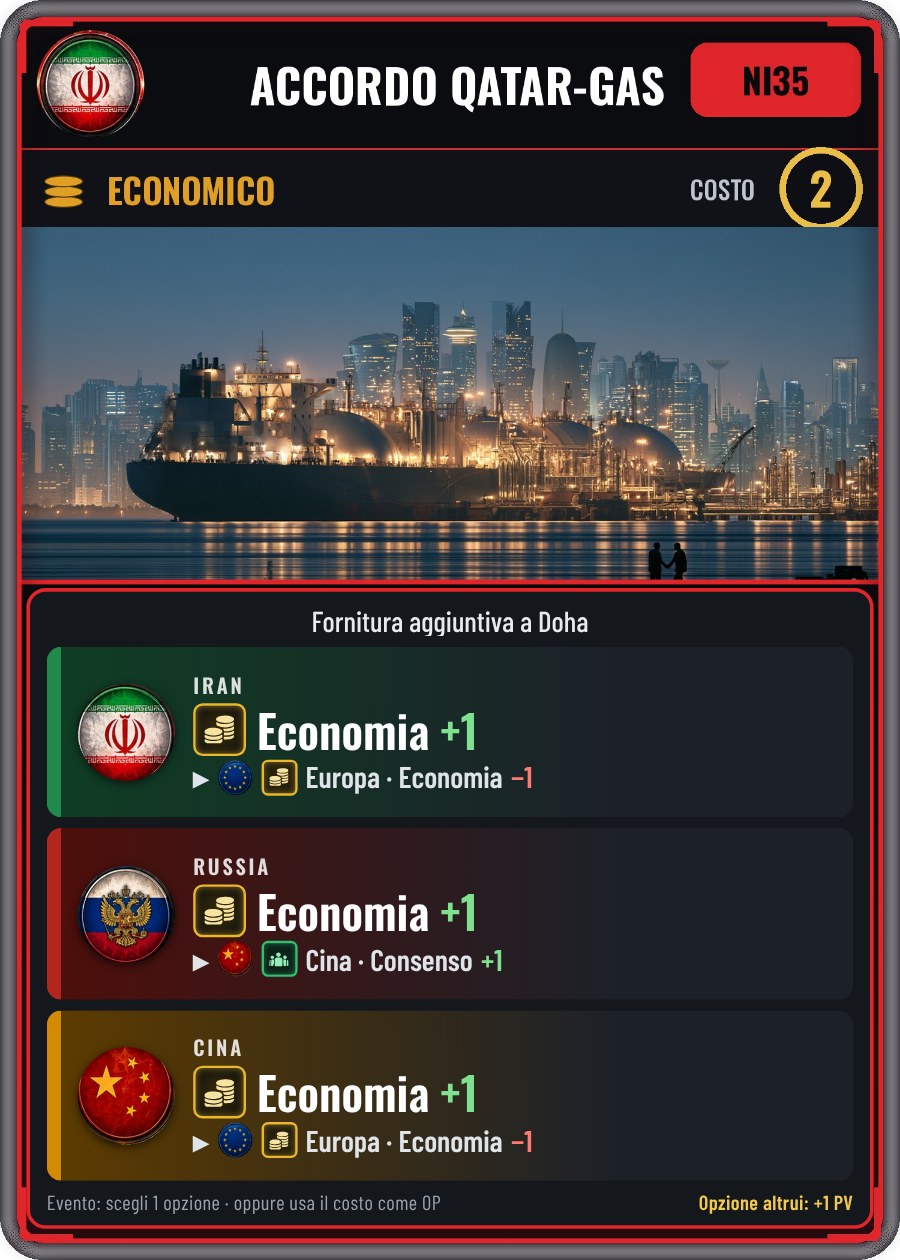 ACCORDO QATAR-GAS
NI35
ECONOMICO
COSTO
2
Fornitura aggiuntiva a Doha
IRAN
Economia +1
▶ Europa · Economia −1
RUSSIA
Economia +1
▶ Cina · Consenso +1
CINA
Economia +1
▶ Europa · Economia −1
Evento: scegli 1 opzione · oppure usa il costo come OP
Opzione altrui: +1 PV